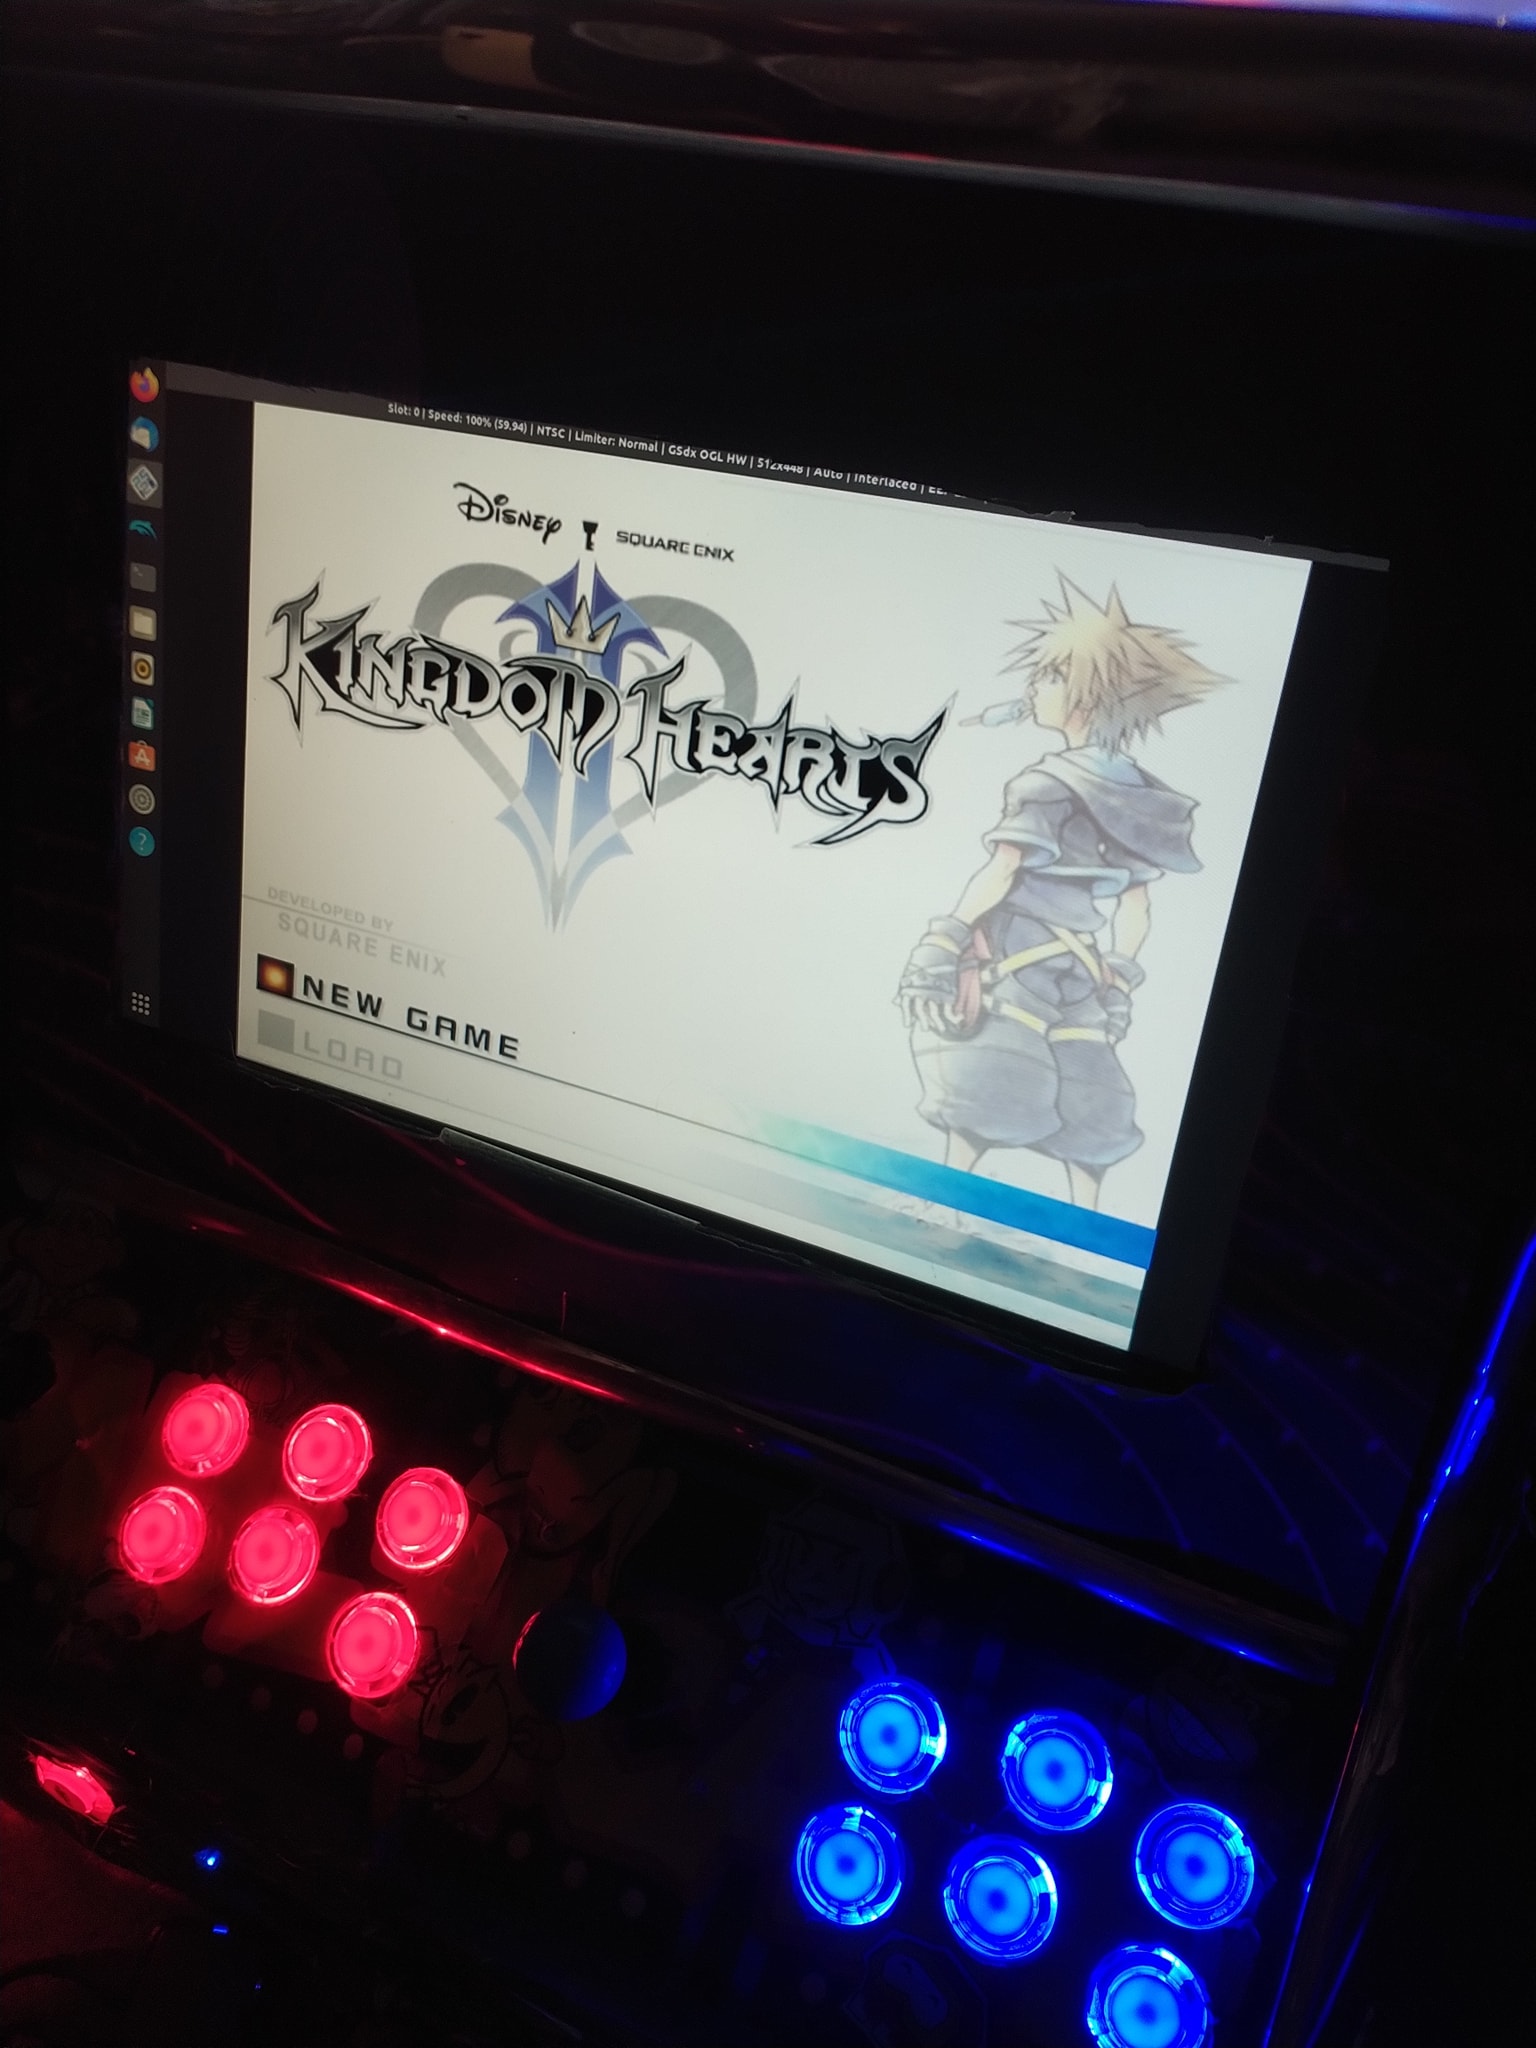 Slot: 0 | Speed: 100% (59.94) | NTSC | Limiter: Normal | GSdx OGL HW | 512x448 | Auto | Interlaced |
Disney SQUARE ENIX
KINGDOM HEARTS
II
DEVELOPED BY
SQUARE ENIX
NEW GAME
LOAD